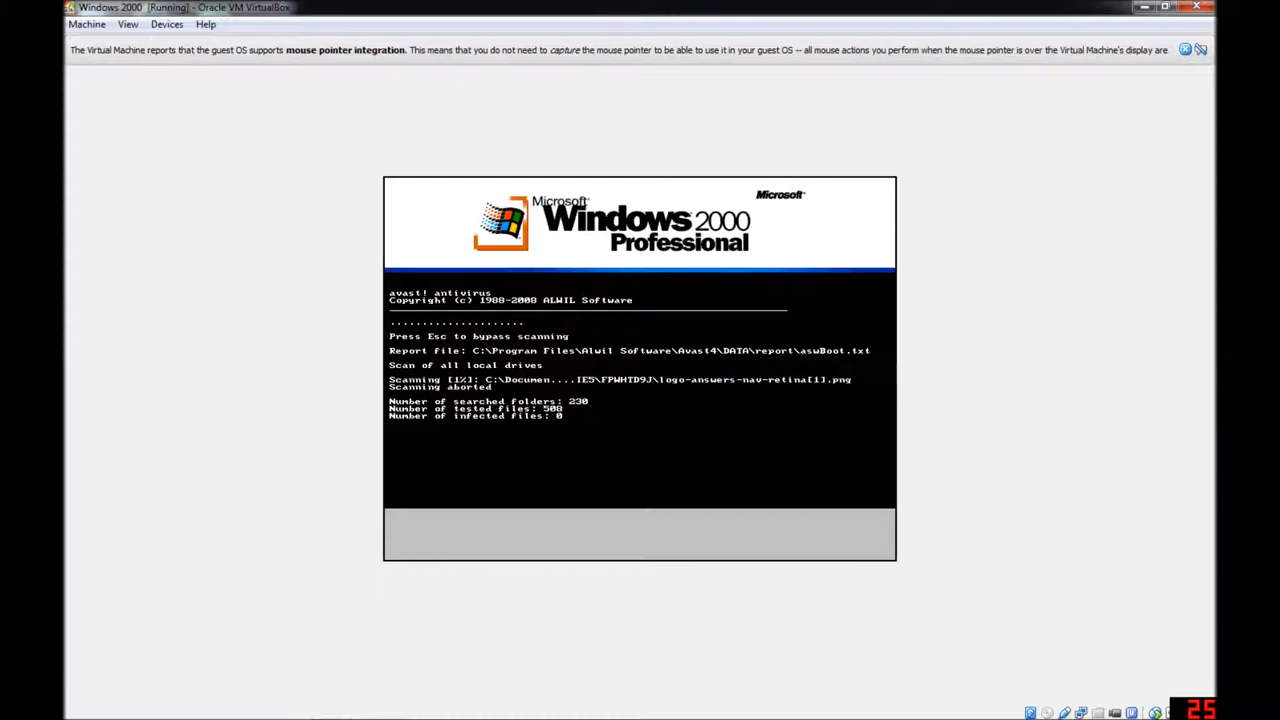 Windows 2000 [Running] - Oracle VM VirtualBox
Machine View Devices Help
The Virtual Machine reports that the guest OS supports mouse pointer integration. This means that you do not need to capture the mouse pointer to be able to use it in your guest OS -- all mouse actions you perform when the mouse pointer is over the Virtual Machine's display are
Microsoft
Microsoft
Windows 2000
Professional
avast! antivirus
Copyright (c) 1988-2008 ALWIL Software
.....................
Press Esc to bypass scanning
Report file: C:\Program Files\Alwil Software\Avast4\DATA\report\aswBoot.txt
Scan of all local drives
Scanning [1%]: C:\Documen....IE5\FPWHTD9J\logo-answers-nav-retina[1].png
Scanning aborted
Number of searched folders: 230
Number of tested files: 508
Number of infected files: 0
25